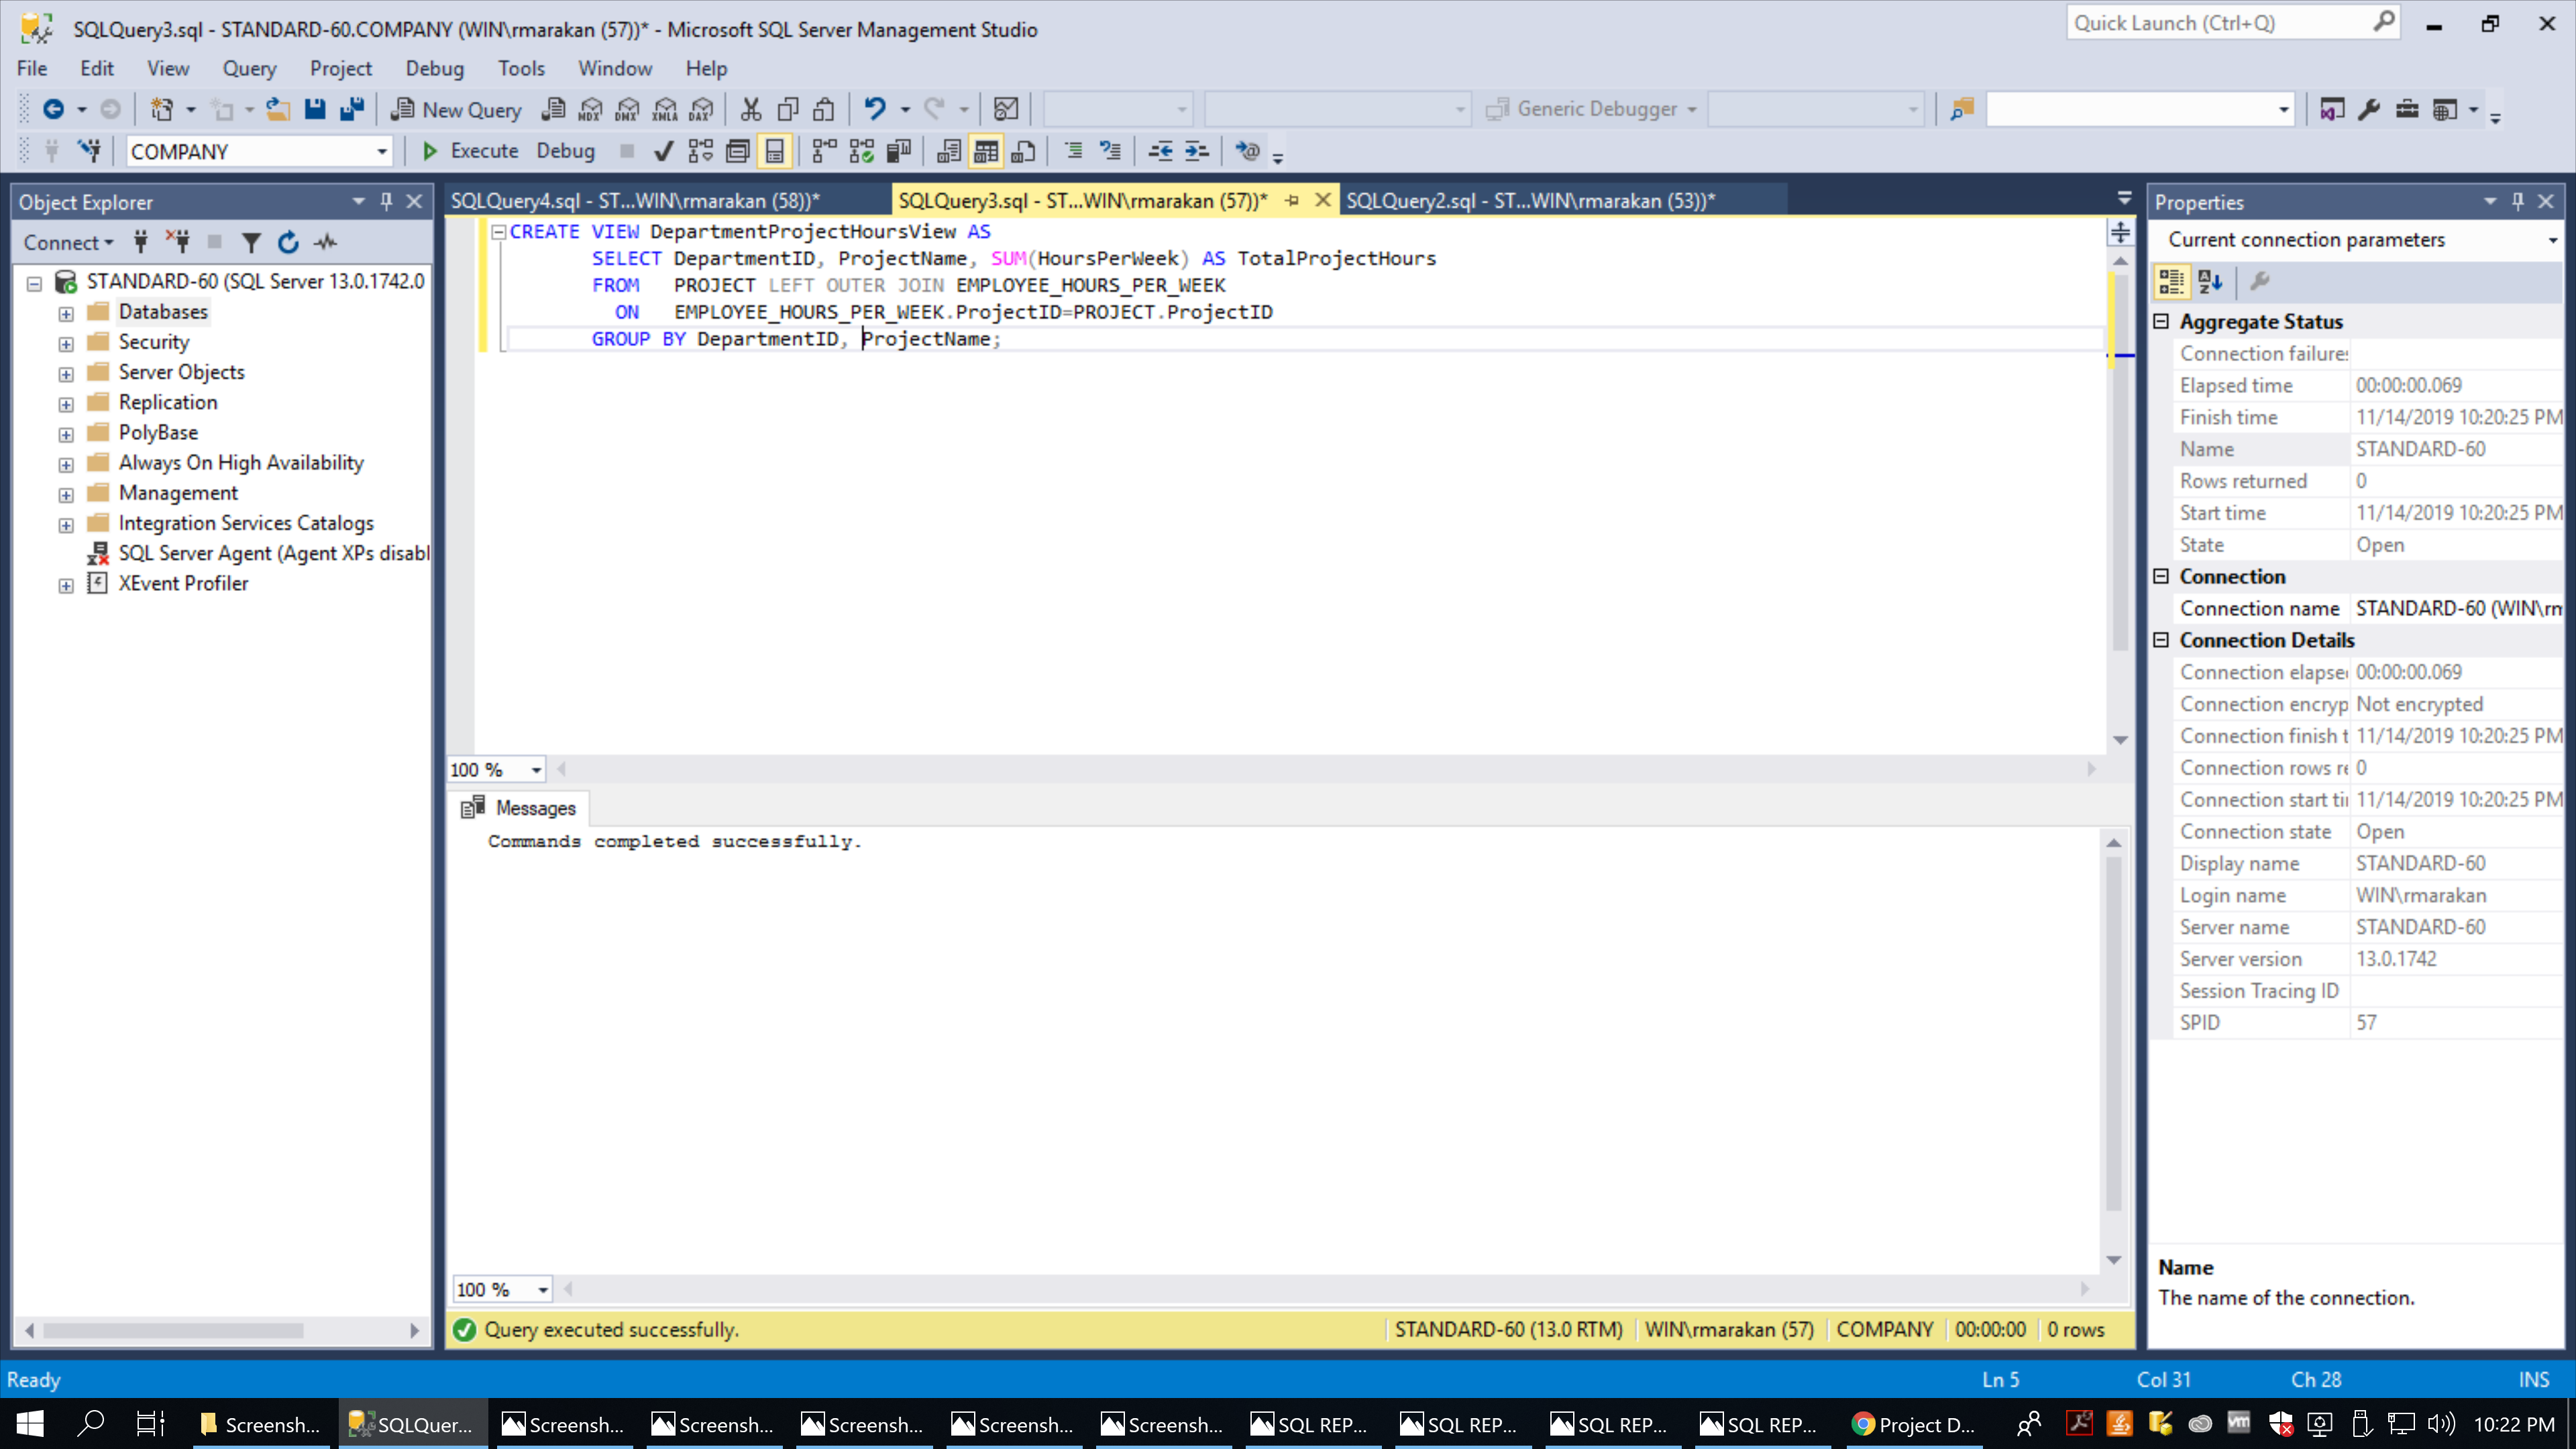 SQLQuery3.sql - STANDARD-60.COMPANY (WIN\rmarakan (57))* - Microsoft SQL Server Management Studio
Quick Launch (Ctrl+Q)
File Edit View Query Project Debug Tools Window Help
New Query MDX DMX XMLA DAX Generic Debugger
COMPANY Execute Debug
Object Explorer
Connect
STANDARD-60 (SQL Server 13.0.1742.0
Databases
Security
Server Objects
Replication
PolyBase
Always On High Availability
Management
Integration Services Catalogs
SQL Server Agent (Agent XPs disabl
XEvent Profiler
SQLQuery4.sql - ST...WIN\rmarakan (58))* SQLQuery3.sql - ST...WIN\rmarakan (57))* SQLQuery2.sql - ST...WIN\rmarakan (53))*
CREATE VIEW DepartmentProjectHoursView AS
SELECT DepartmentID, ProjectName, SUM(HoursPerWeek) AS TotalProjectHours
FROM PROJECT LEFT OUTER JOIN EMPLOYEE_HOURS_PER_WEEK
ON EMPLOYEE_HOURS_PER_WEEK.ProjectID=PROJECT.ProjectID
GROUP BY DepartmentID, ProjectName;
100 %
Messages
Commands completed successfully.
100 %
Query executed successfully. STANDARD-60 (13.0 RTM) WIN\rmarakan (57) COMPANY 00:00:00 0 rows
Properties
Current connection parameters
Aggregate Status
Connection failure
Elapsed time 00:00:00.069
Finish time 11/14/2019 10:20:25 PM
Name STANDARD-60
Rows returned 0
Start time 11/14/2019 10:20:25 PM
State Open
Connection
Connection name STANDARD-60 (WIN\rm
Connection Details
Connection elapse 00:00:00.069
Connection encryp Not encrypted
Connection finish t 11/14/2019 10:20:25 PM
Connection rows re 0
Connection start ti 11/14/2019 10:20:25 PM
Connection state Open
Display name STANDARD-60
Login name WIN\rmarakan
Server name STANDARD-60
Server version 13.0.1742
Session Tracing ID
SPID 57
Name
The name of the connection.
Ready Ln 5 Col 31 Ch 28 INS
Screensh... SQLQuer... Screensh... Screensh... Screensh... Screensh... Screensh... SQL REP... SQL REP... SQL REP... SQL REP... Project D... vm 10:22 PM